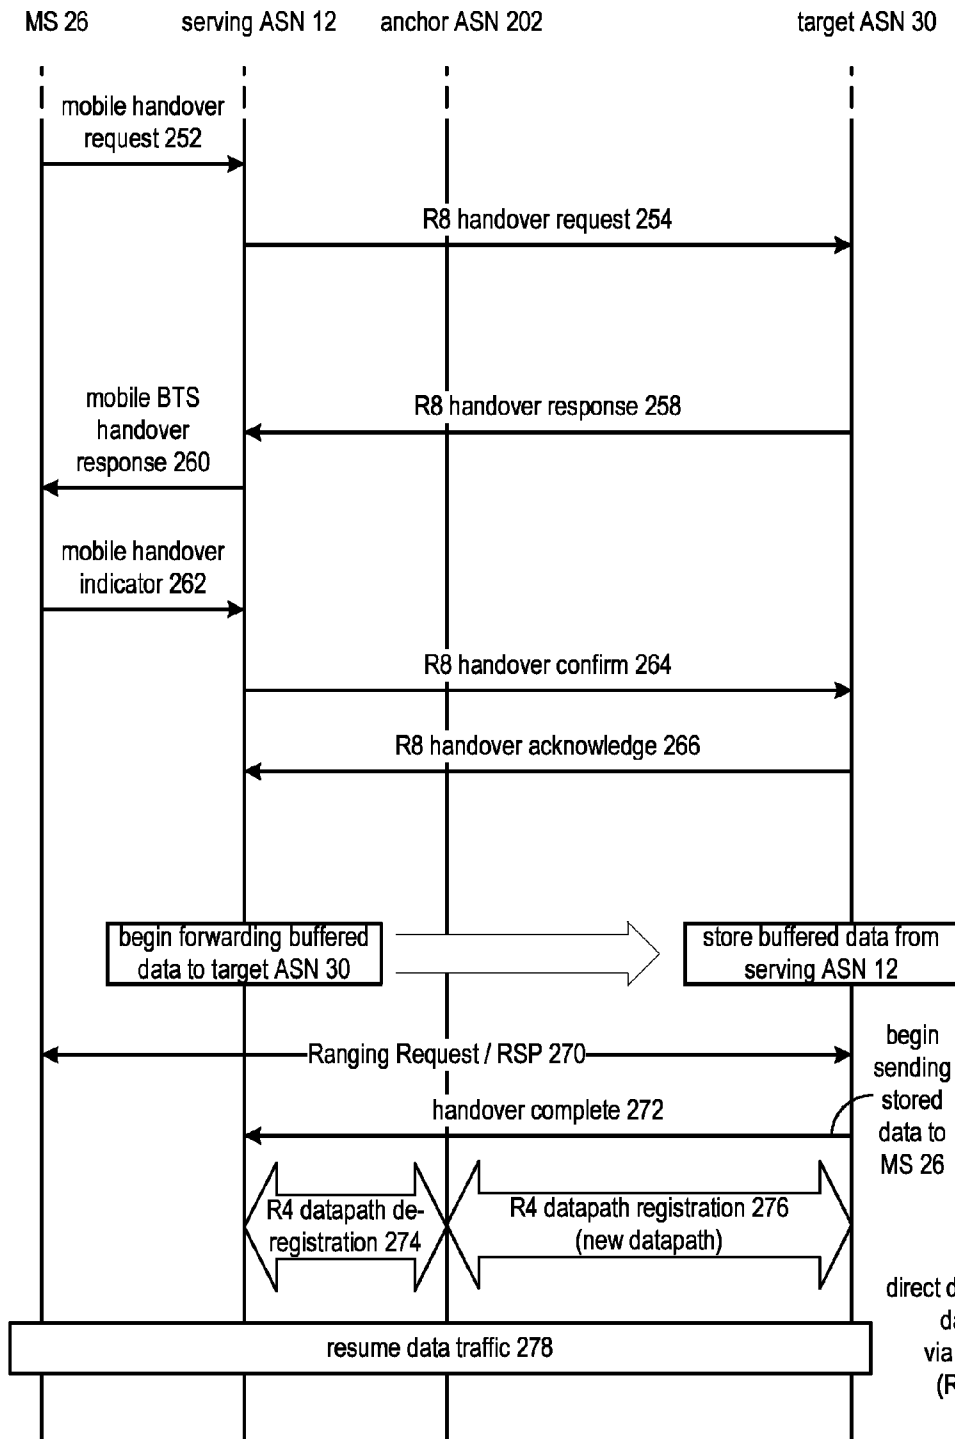 MS 26
serving ASN 12
anchor ASN 202
target ASN 30
mobile handover
request 252
R8 handover request 254
mobile BTS
handover
response 260
R8 handover response 258
mobile handover
indicator 262
R8 handover confirm 264
R8 handover acknowledge 266
begin forwarding buffered
data to target ASN 30
store buffered data from
serving ASN 12
Ranging Request / RSP 270
begin
sending
stored
data to
MS 26
handover complete 272
R4 datapath de-
registration 274
R4 datapath registration 276
(new datapath)
direct
via
resume data traffic 278